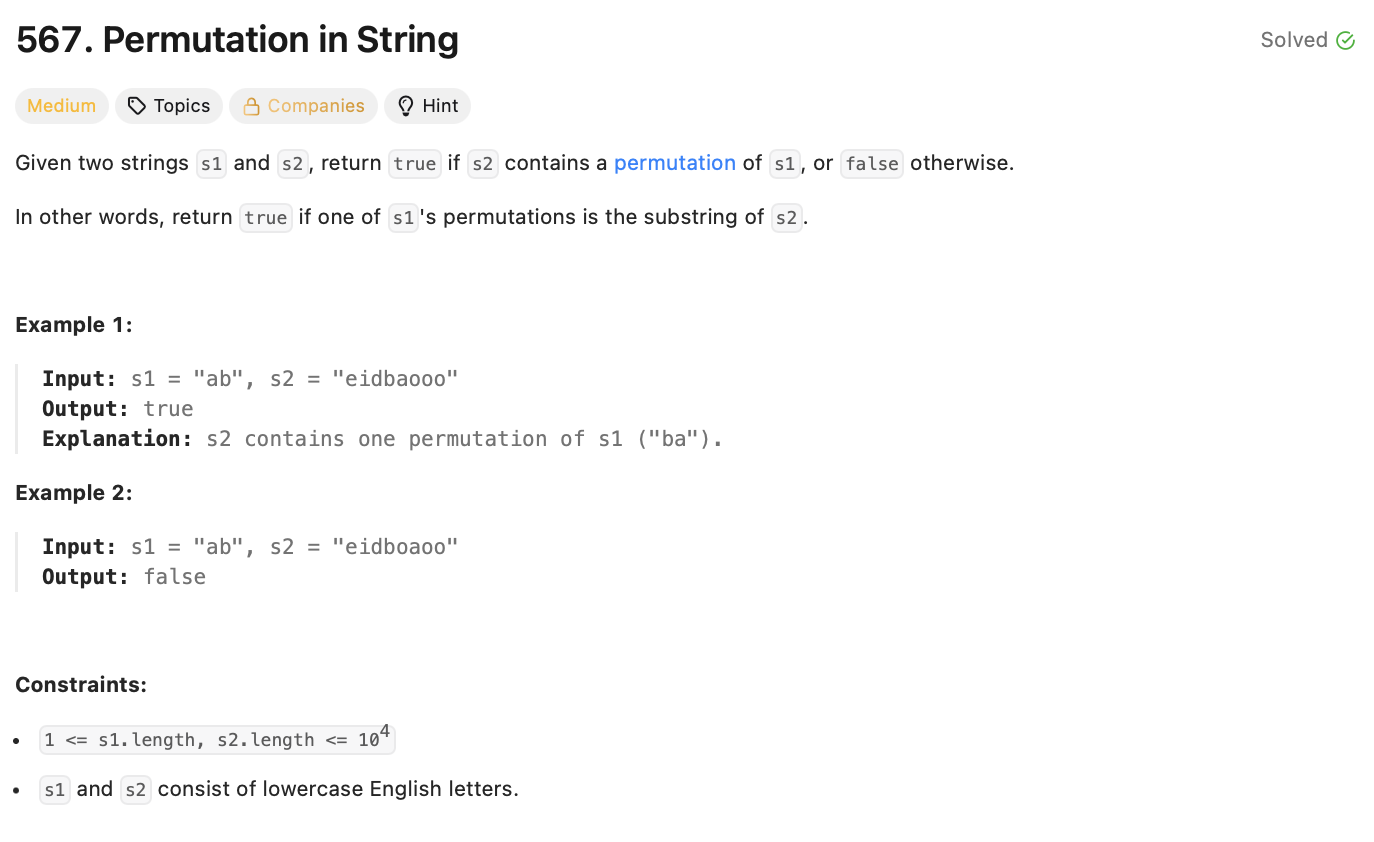 567. Permutation in String
Solved
Medium Topics Companies Hint
Given two strings s1 and s2, return true if s2 contains a permutation of s1, or false otherwise.
In other words, return true if one of s1's permutations is the substring of s2.
Example 1:
Input: s1 = "ab", s2 = "eidbaooo"
Output: true
Explanation: s2 contains one permutation of s1 ("ba").
Example 2:
Input: s1 = "ab", s2 = "eidboaoo"
Output: false
Constraints:
• 1 <= s1.length, s2.length <= 10⁴
• s1 and s2 consist of lowercase English letters.